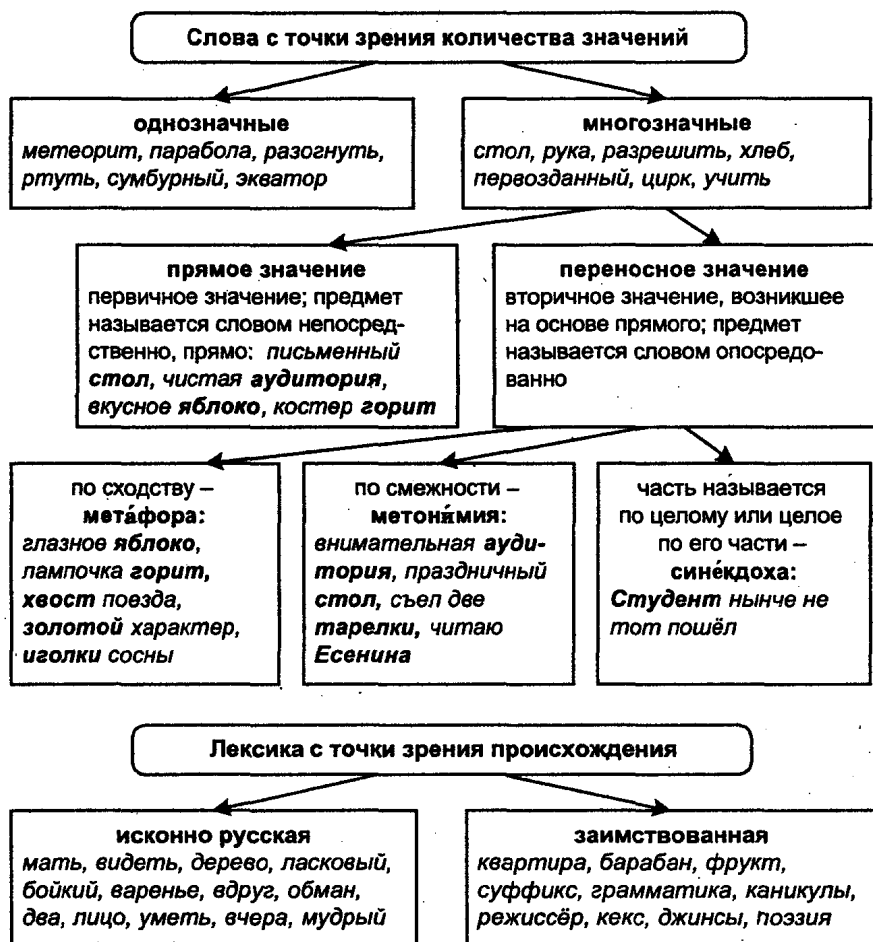 Слова с точки зрения количества значений
однозначные
метеорит, парабола, разогнуть,
ртуть, сумбурный, экватор
многозначные
стол, рука, разрешить, хлеб,
первозданный, цирк, учить
прямое значение
первичное значение; предмет
называется словом непосред-
ственно, прямо: письменный
стол, чистая аудитория,
вкусное яблоко, костер горит
переносное значение
вторичное значение, возникшее
на основе прямого; предмет
называется словом опосредо-
ванно
по сходству –
мета́фора:
глазное яблоко,
лампочка горит,
хвост поезда,
золотой характер,
иголки сосны
по смежности –
метони́мия:
внимательная ауди-
тория, праздничный
стол, съел две
тарелки, читаю
Есенина
часть называется
по целому или целое
по его части –
сине́кдоха:
Студент нынче не
тот пошёл
Лексика с точки зрения происхождения
исконно русская
мать, видеть, дерево, ласковый,
бойкий, варенье, вдруг, обман,
два, лицо, уметь, вчера, мудрый
заимствованная
квартира, барабан, фрукт,
суффикс, грамматика, каникулы,
режиссёр, кекс, джинсы, поэзия